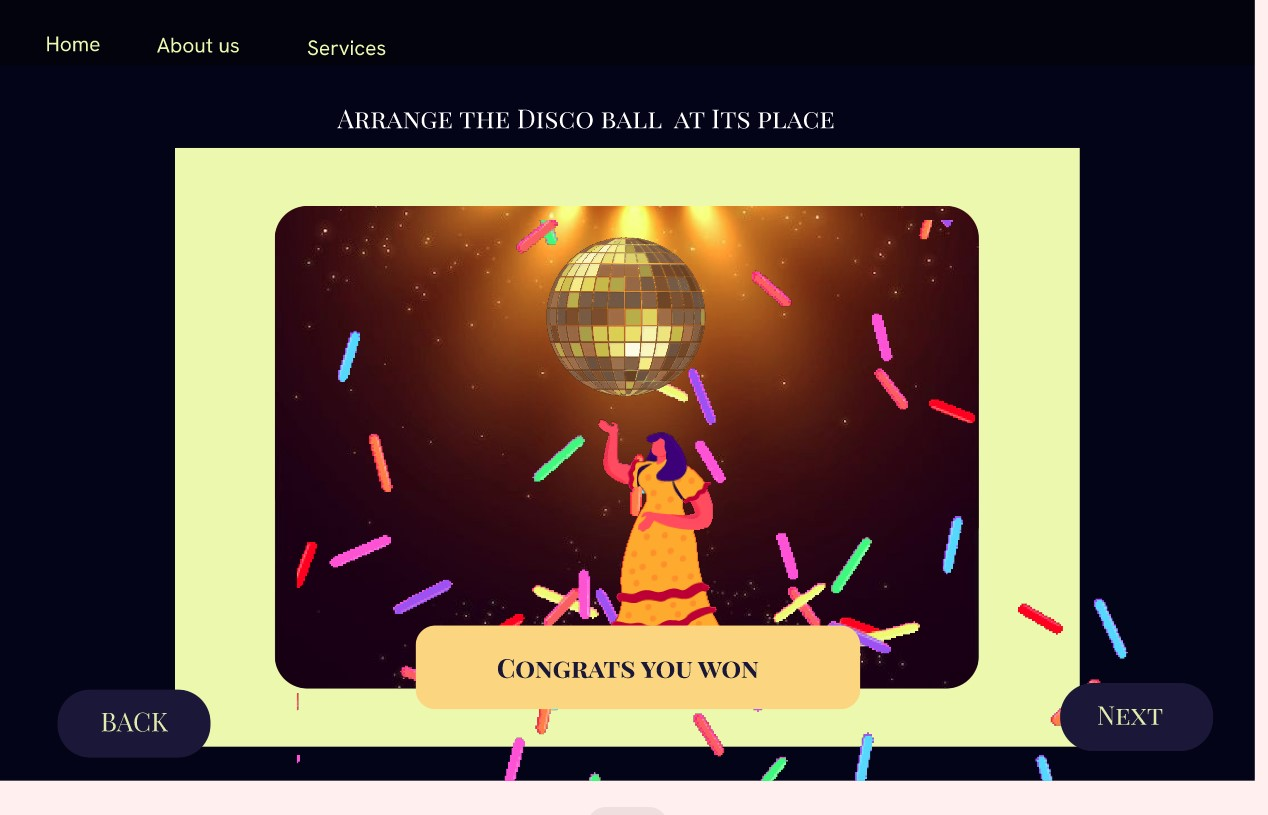 Home About us Services
Arrange the Disco ball at Its place
Congrats you won
BACK
Next